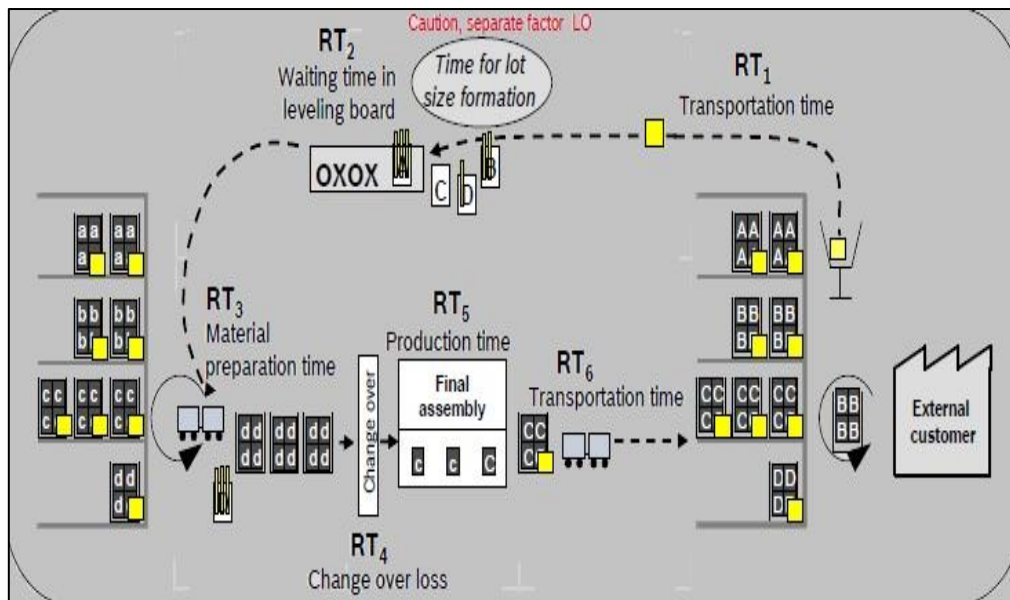 Caution, separate factor LO
RT2
Waiting time in
leveling board
Time for lot
size formation
RT1
Transportation time
OXOX
A
C
D
B
aa aa
a a
bb bb
b b
cc cc cc
c c c
dd
d
RT3
Material
preparation time
dd dd dd
dd dd dd
Change over
RT4
Change over loss
RT5
Production time
Final
assembly
c c C
RT6
Transportation time
CC
C
AA AA
A A
BB BB
B B
CC CC CC
C C C
DD
D
BB
BB
External
customer